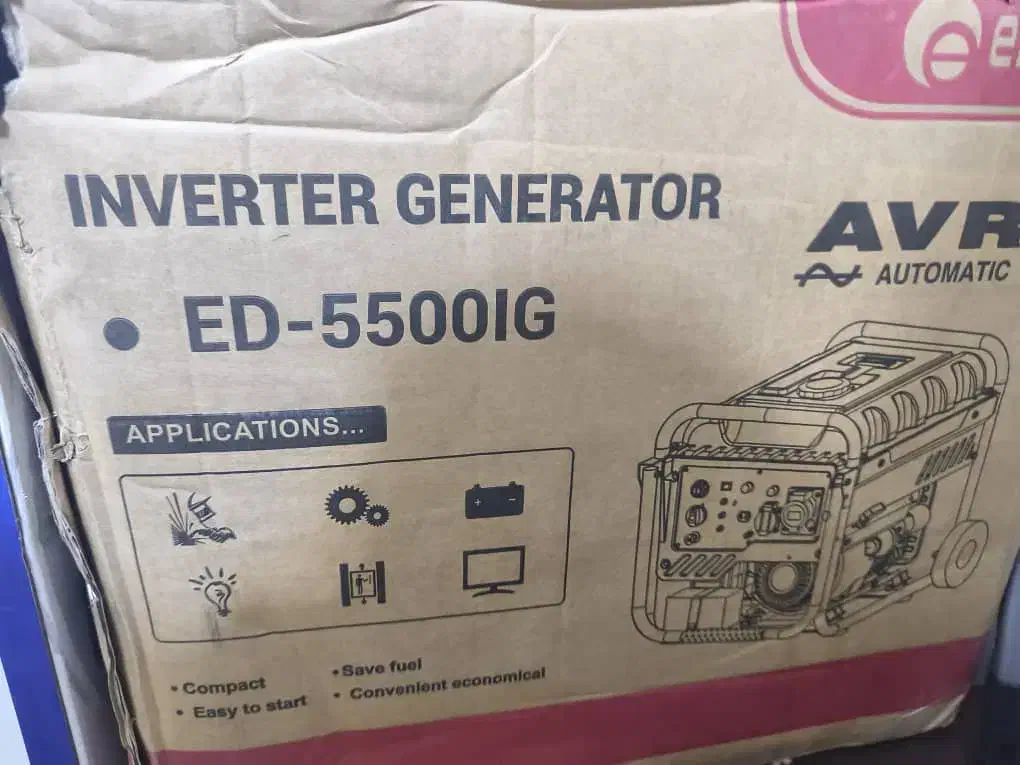 INVERTER GENERATOR
AVR
AUTOMATIC
• ED-5500IG
APPLICATIONS...
• Compact
• Easy to start
• Save fuel
• Convenient economical